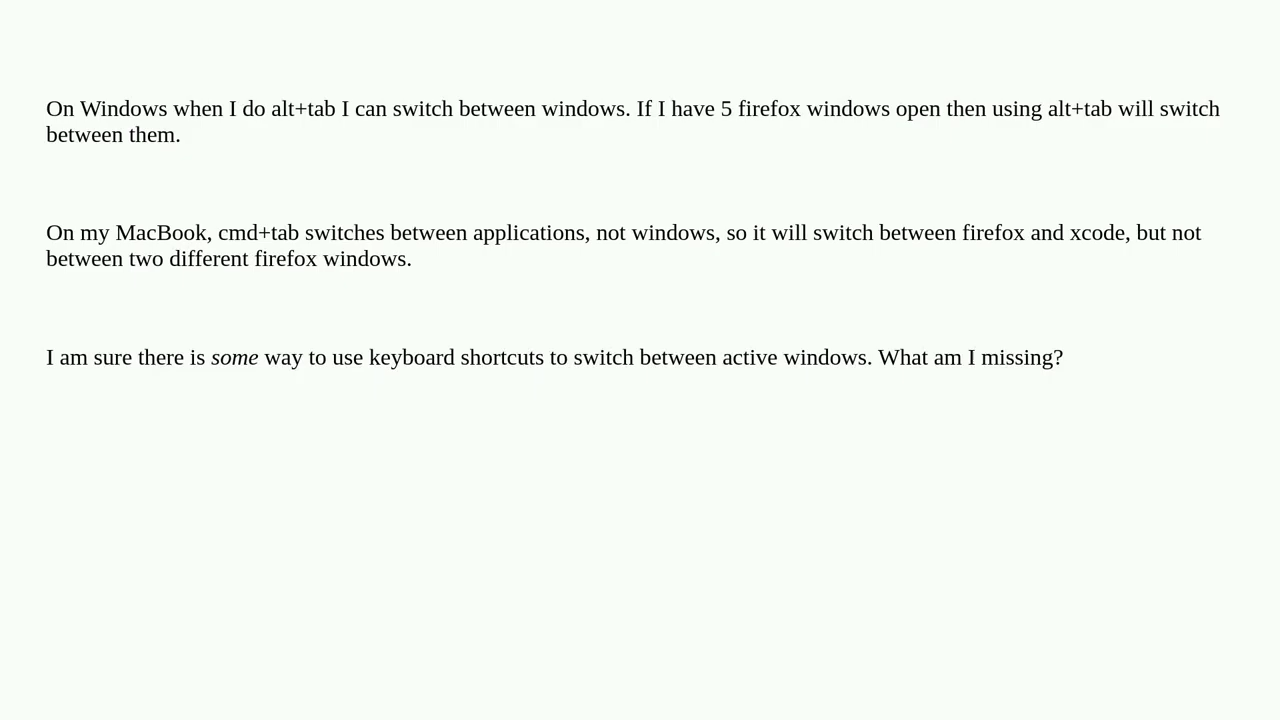 On Windows when I do alt+tab I can switch between windows. If I have 5 firefox windows open then using alt+tab will switch
between them.
On my MacBook, cmd+tab switches between applications, not windows, so it will switch between firefox and xcode, but not
between two different firefox windows.
I am sure there is some way to use keyboard shortcuts to switch between active windows. What am I missing?